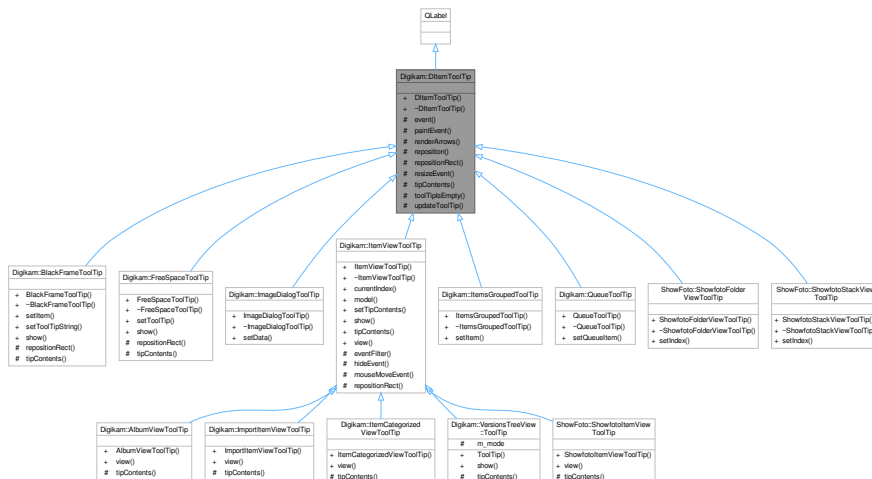 QLabel
Digikam::DItemToolTip
+ DItemToolTip()
+ ~DItemToolTip()
# event()
# paintEvent()
# renderArrows()
# reposition()
# repositionRect()
# resizeEvent()
# tipContents()
# toolTipIsEmpty()
# updateToolTip()
Digikam::BlackFrameToolTip
+ BlackFrameToolTip()
+ ~BlackFrameToolTip()
+ setItem()
+ setToolTipString()
+ show()
# repositionRect()
# tipContents()
Digikam::FreeSpaceToolTip
+ FreeSpaceToolTip()
+ ~FreeSpaceToolTip()
+ setToolTip()
+ show()
# repositionRect()
# tipContents()
Digikam::ImageDialogToolTip
+ ImageDialogToolTip()
+ ~ImageDialogToolTip()
+ setData()
Digikam::ItemViewToolTip
+ ItemViewToolTip()
+ ~ItemViewToolTip()
+ currentIndex()
+ model()
+ setTipContents()
+ show()
+ tipContents()
+ view()
# eventFilter()
# hideEvent()
# mouseMoveEvent()
# repositionRect()
Digikam::ItemsGroupedToolTip
+ ItemsGroupedToolTip()
+ ~ItemsGroupedToolTip()
+ setItem()
Digikam::QueueToolTip
+ QueueToolTip()
+ ~QueueToolTip()
+ setQueueItem()
ShowFoto::ShowfotoFolder
ViewToolTip
+ ShowfotoFolderViewToolTip()
+ ~ShowfotoFolderViewToolTip()
+ setIndex()
ShowFoto::ShowfotoStackView
ToolTip
+ ShowfotoStackViewToolTip
+ ~ShowfotoStackViewToolTip
+ setIndex()
Digikam::AlbumViewToolTip
+ AlbumViewToolTip()
+ view()
# tipContents()
Digikam::ImportItemViewToolTip
+ ImportItemViewToolTip()
+ view()
# tipContents()
Digikam::ItemCategorized
ViewToolTip
+ ItemCategorizedViewToolTip()
+ view()
# tipContents()
Digikam::VersionsTreeView
::ToolTip
# m_mode
+ ToolTip()
+ show()
# tipContents()
ShowFoto::ShowfotoItemView
ToolTip
+ ShowfotoItemViewToolTip()
+ view()
# tipContents()